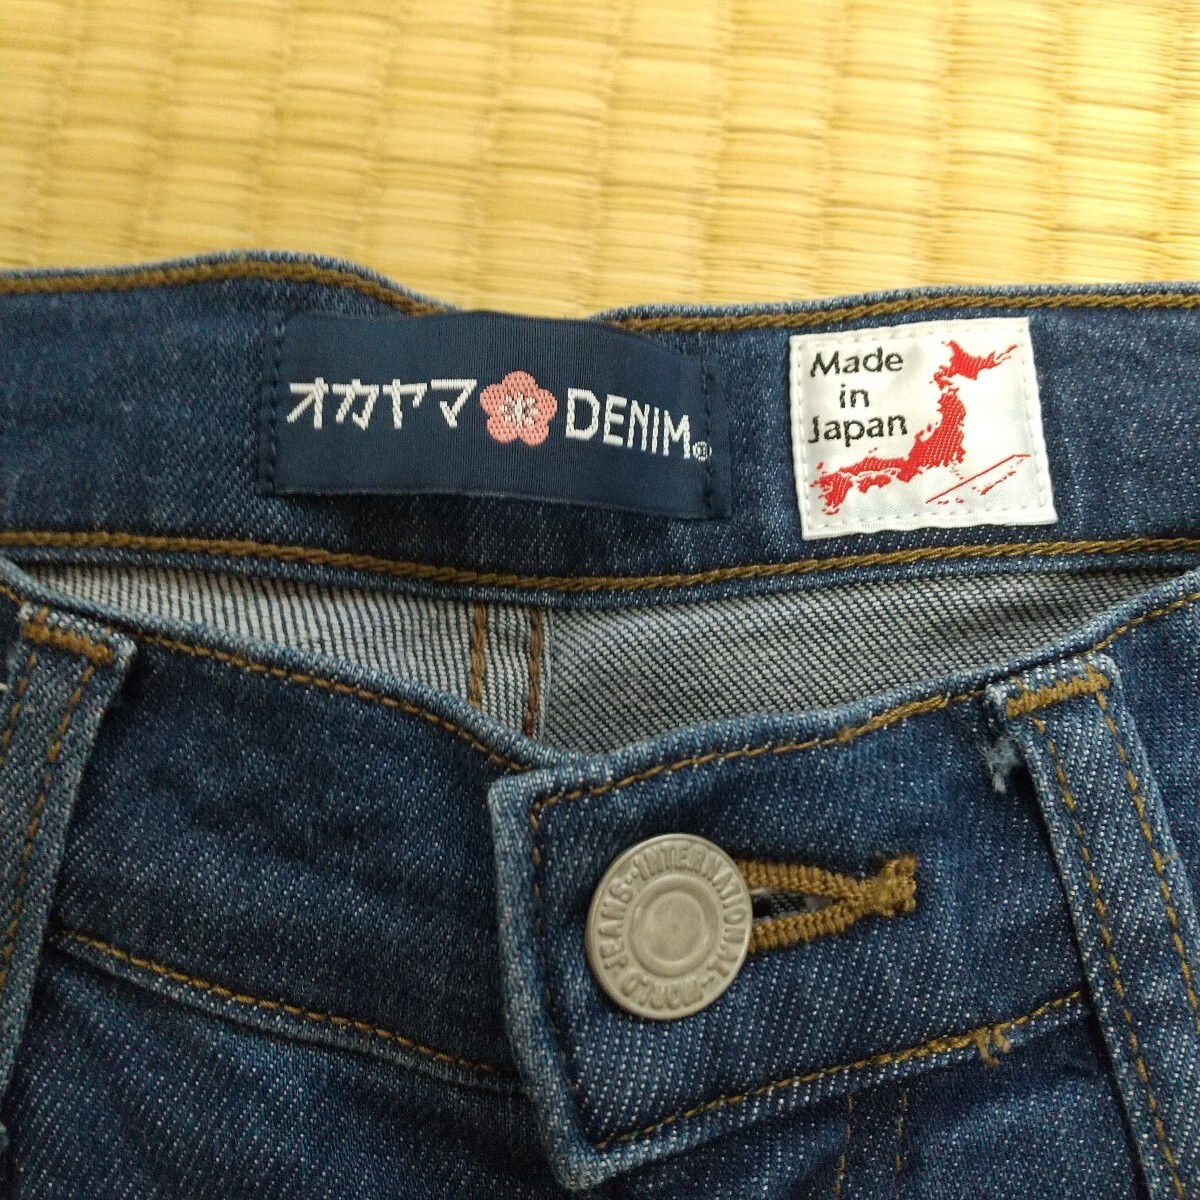 オカヤマ DENIM®
Made
in
Japan
INTERNATIONAL
WORLD JEANS